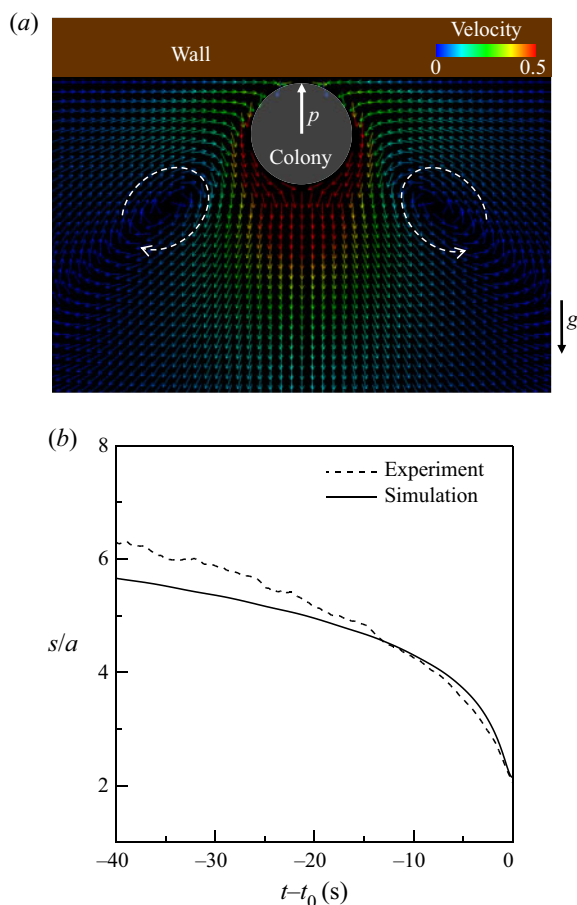 (a)
Wall
Velocity
0 0.5
p
Colony
g
(b)
8
Experiment
Simulation
6
s/a
4
2
–40 –30 –20 –10 0
t–t₀ (s)